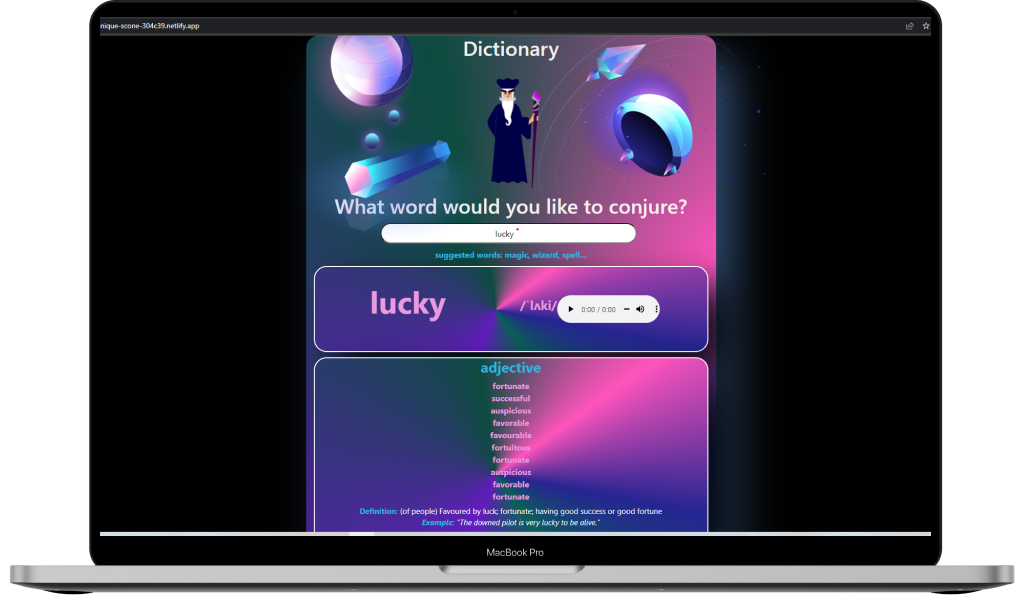 nique-scone-304c39.netlify.app
Dictionary
What word would you like to conjure?
lucky
suggested words: magic, wizard, spell...
lucky
/ˈlʌki/
0:00 / 0:00
adjective
fortunate
successful
auspicious
favorable
favourable
fortuitous
fortunate
auspicious
favorable
fortunate
Definition: (of people) Favoured by luck; fortunate; having good success or good fortune
Example: "The downed pilot is very lucky to be alive."
MacBook Pro